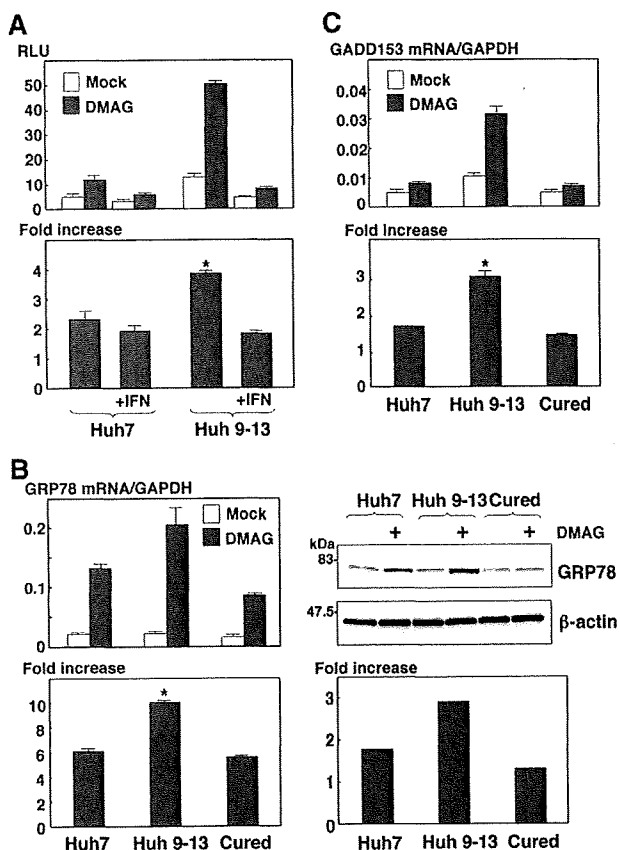 A
RLU
Mock
DMAG
50
40
30
20
10
0
Fold increase
*
4
3
2
1
0
+IFN +IFN
Huh7 Huh 9-13
C
GADD153 mRNA/GAPDH
Mock
DMAG
0.04
0.03
0.02
0.01
0
Fold increase
*
3
2
1
0
Huh7 Huh 9-13 Cured
B
GRP78 mRNA/GAPDH
Mock
DMAG
0.2
0.1
0
Fold increase
*
10
8
6
4
2
0
Huh7 Huh 9-13 Cured
Huh7 Huh 9-13 Cured
+ + + DMAG
kDa
83
GRP78
47.5
β-actin
Fold increase
3
2
1
0
Huh7 Huh 9-13 Cured